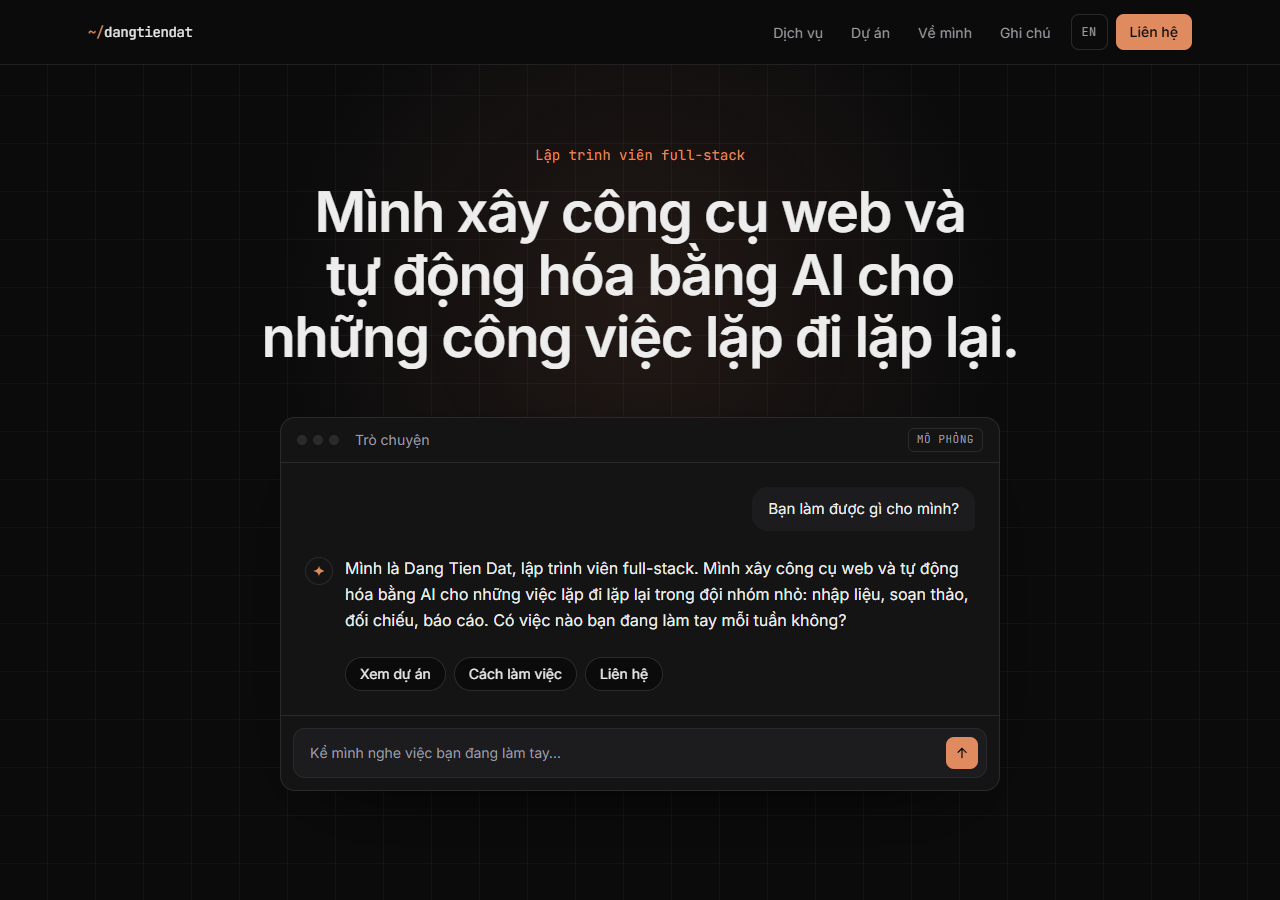 ~/dangtiendat
Dịch vụ
Dự án
Về mình
Ghi chú
EN
Liên hệ
Lập trình viên full-stack
Mình xây công cụ web và
tự động hóa bằng AI cho
những công việc lặp đi lặp lại.
Trò chuyện
MÔ PHỎNG
Bạn làm được gì cho mình?
Mình là Dang Tien Dat, lập trình viên full-stack. Mình xây công cụ web và tự động
hóa bằng AI cho những việc lặp đi lặp lại trong đội nhóm nhỏ: nhập liệu, soạn thảo,
đối chiếu, báo cáo. Có việc nào bạn đang làm tay mỗi tuần không?
Xem dự án
Cách làm việc
Liên hệ
Kể mình nghe việc bạn đang làm tay...